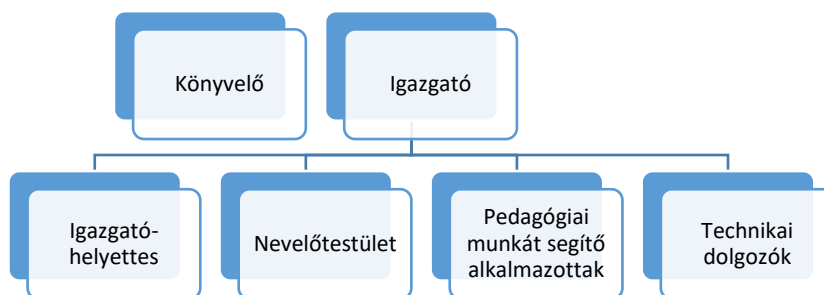 Könyvelő
Igazgató
Igazgató-
helyettes
Nevelőtestület
Pedagógiai
munkát segítő
alkalmazottak
Technikai
dolgozók